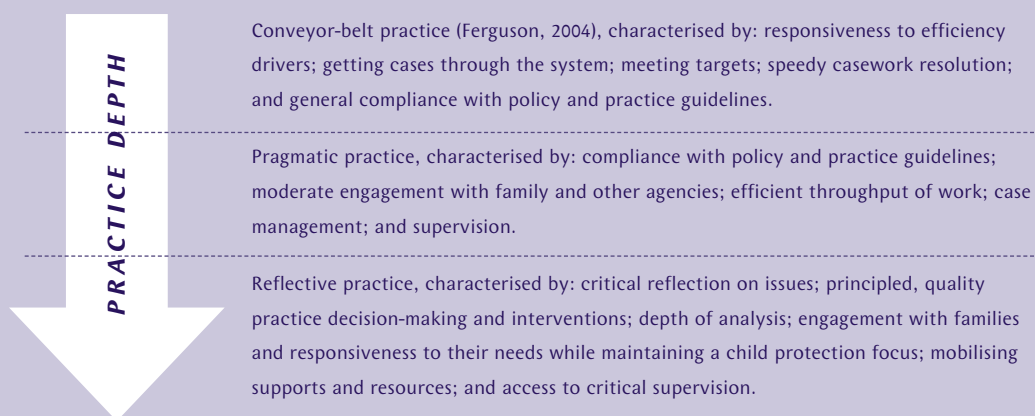 PRACTICE DEPTH
Conveyor-belt practice (Ferguson, 2004), characterised by: responsiveness to efficiency
drivers; getting cases through the system; meeting targets; speedy casework resolution;
and general compliance with policy and practice guidelines.
Pragmatic practice, characterised by: compliance with policy and practice guidelines;
moderate engagement with family and other agencies; efficient throughput of work; case
management; and supervision.
Reflective practice, characterised by: critical reflection on issues; principled, quality
practice decision-making and interventions; depth of analysis; engagement with families
and responsiveness to their needs while maintaining a child protection focus; mobilising
supports and resources; and access to critical supervision.